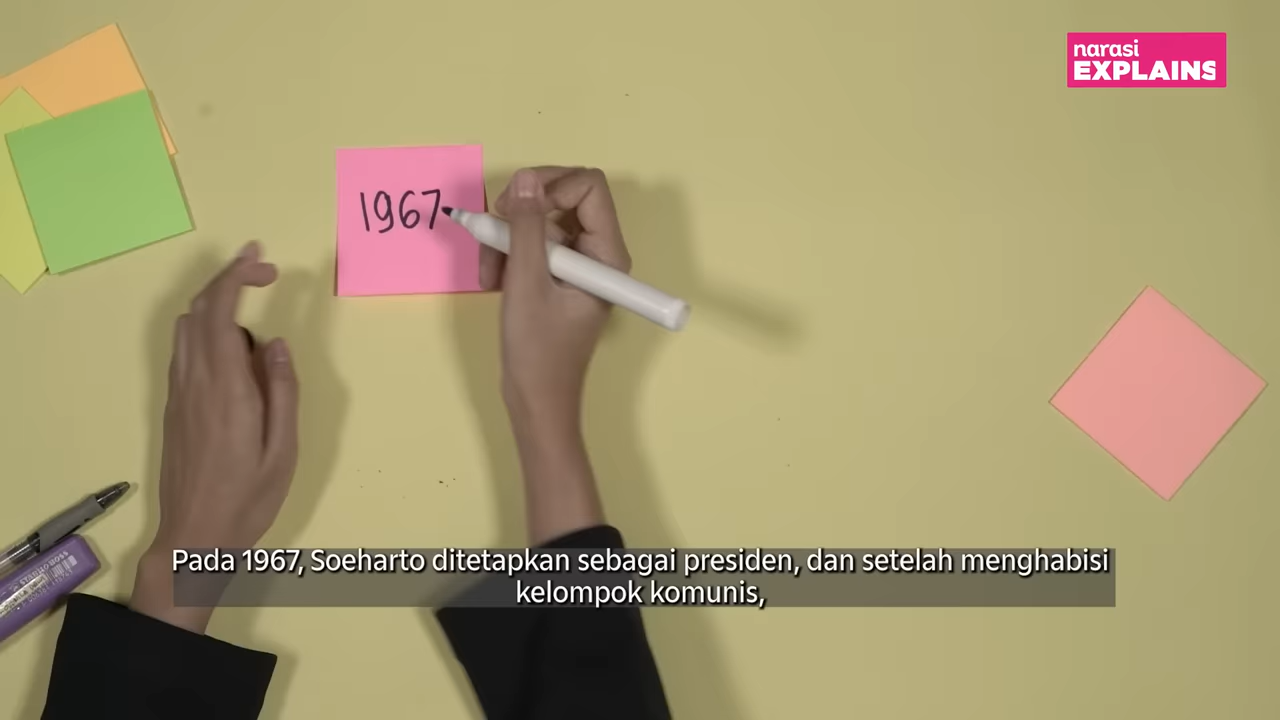 narasi
EXPLAINS
1967
Pada 1967, Soeharto ditetapkan sebagai presiden, dan setelah menghabisi
kelompok komunis,